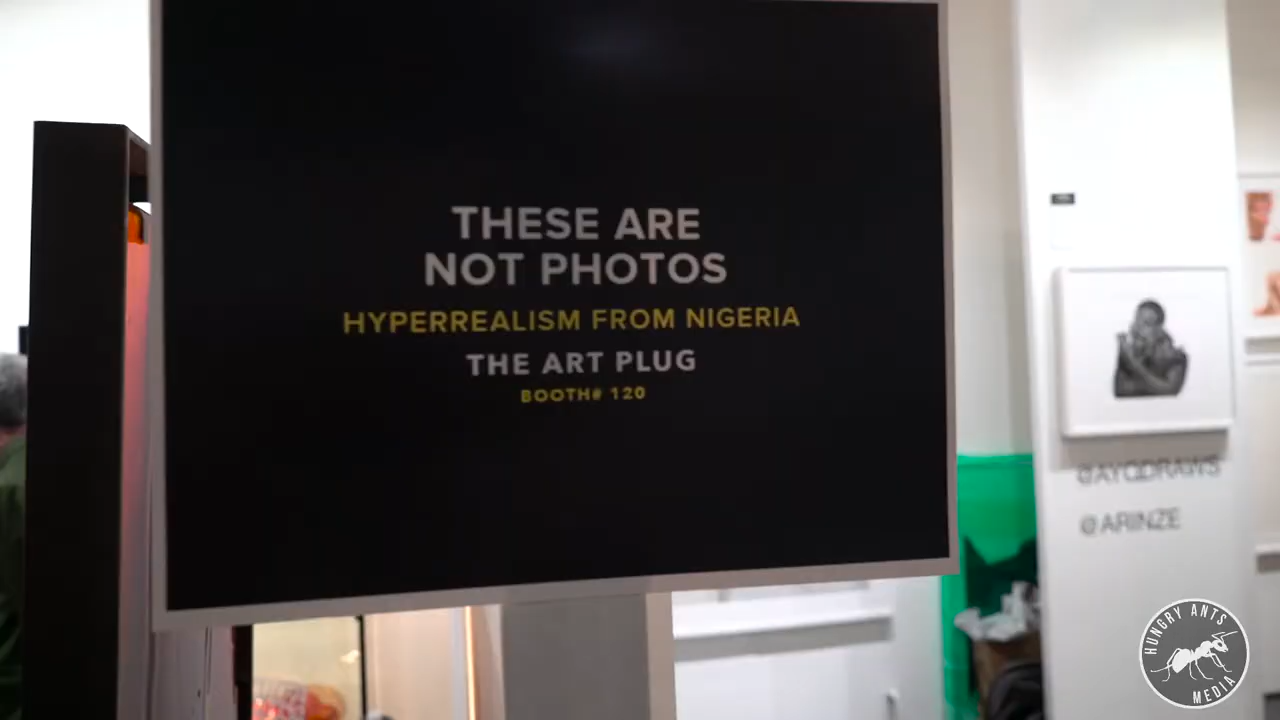 THESE ARE
NOT PHOTOS
HYPERREALISM FROM NIGERIA
THE ART PLUG
BOOTH# 120
@AYODRAWS
@ARINZE
HUNGRY ANTS
MEDIA